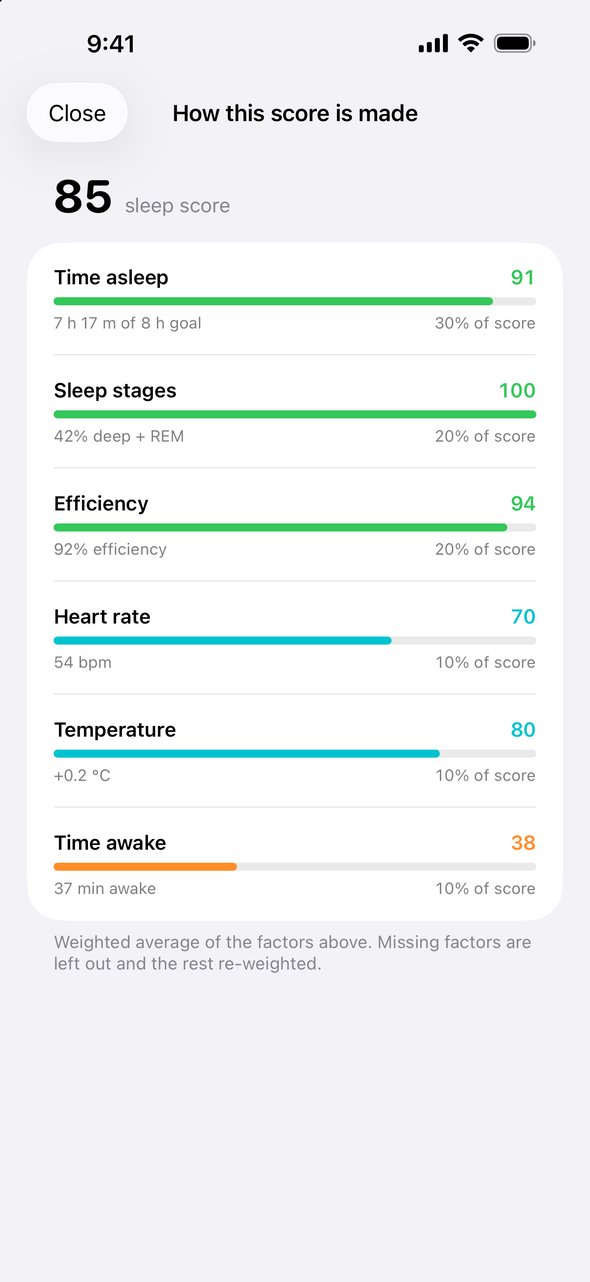 9:41
Close
How this score is made
85 sleep score
Time asleep 91
7 h 17 m of 8 h goal 30% of score
Sleep stages 100
42% deep + REM 20% of score
Efficiency 94
92% efficiency 20% of score
Heart rate 70
54 bpm 10% of score
Temperature 80
+0.2 °C 10% of score
Time awake 38
37 min awake 10% of score
Weighted average of the factors above. Missing factors are
left out and the rest re-weighted.